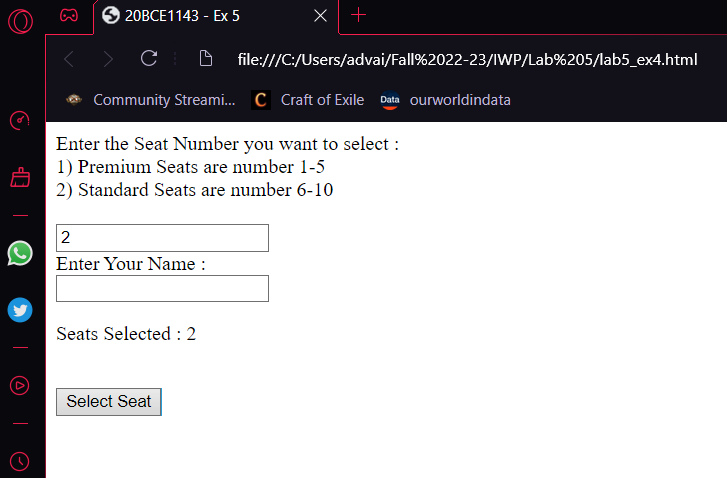 20BCE1143 - Ex 5
file:///C:/Users/advai/Fall%2022-23/IWP/Lab%205/lab5_ex4.html
Community Streami... C Craft of Exile Data ourworldindata
Enter the Seat Number you want to select :
1) Premium Seats are number 1-5
2) Standard Seats are number 6-10
2
Enter Your Name :
Seats Selected : 2
Select Seat